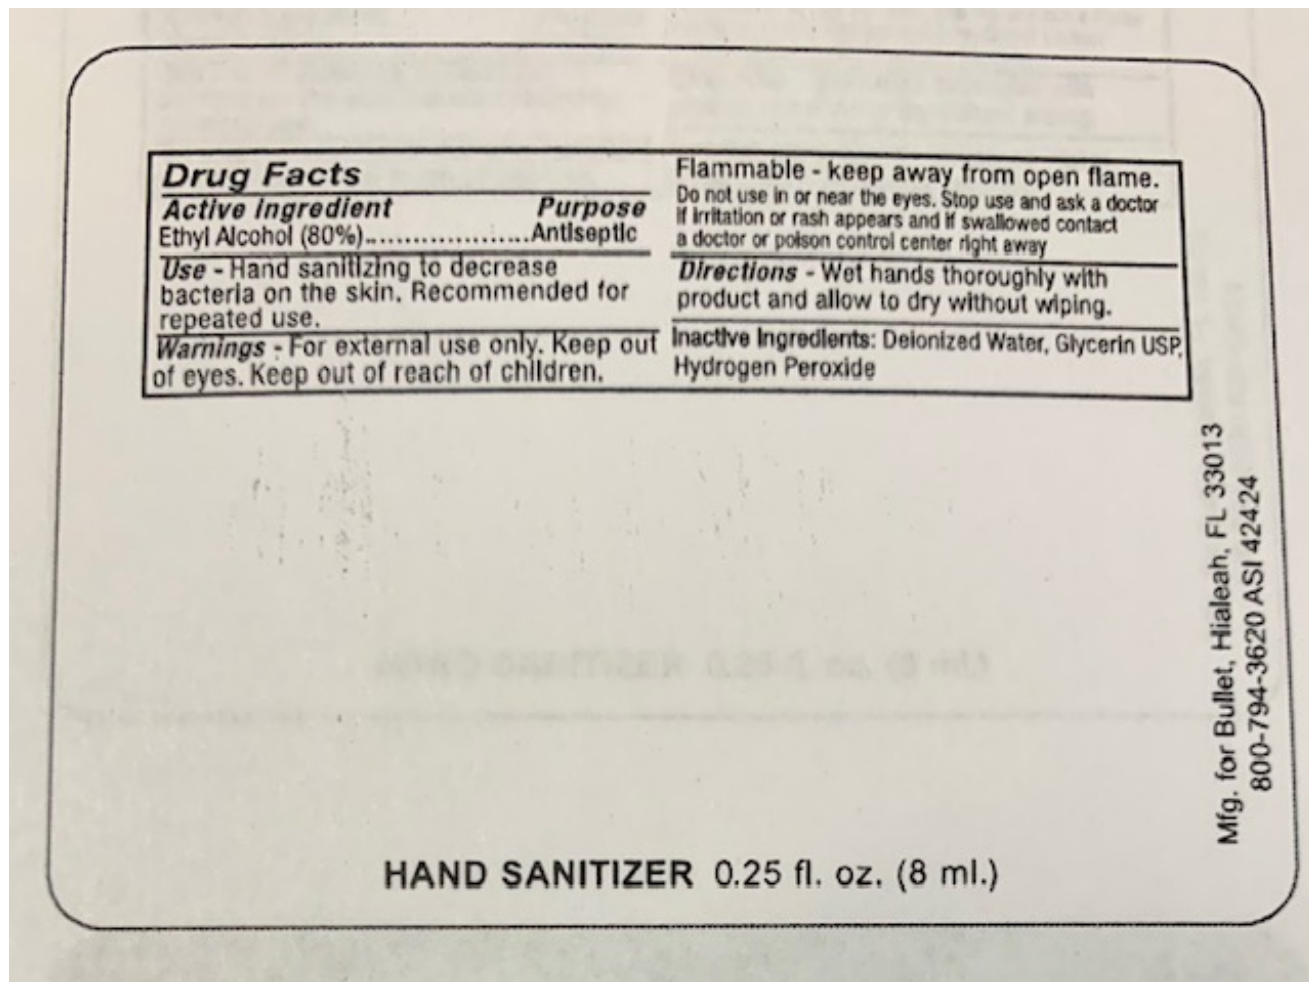 Drug Facts
Active ingredient Purpose
Ethyl Alcohol (80%)......................Antiseptic
Use - Hand sanitizing to decrease
bacteria on the skin. Recommended for
repeated use.
Warnings - For external use only. Keep out
of eyes. Keep out of reach of children.
Flammable - keep away from open flame.
Do not use in or near the eyes. Stop use and ask a doctor
if irritation or rash appears and if swallowed contact
a doctor or poison control center right away
Directions - Wet hands thoroughly with
product and allow to dry without wiping.
Inactive Ingredients: Deionized Water, Glycerin USP,
Hydrogen Peroxide
Mfg. for Bullet, Hialeah, FL 33013
800-794-3620 ASI 42424
HAND SANITIZER 0.25 fl. oz. (8 ml.)